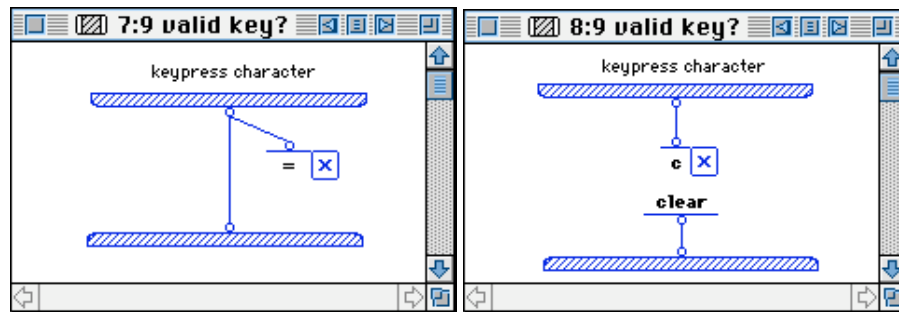 7:9 valid key?
keypress character
=
8:9 valid key?
keypress character
c
clear